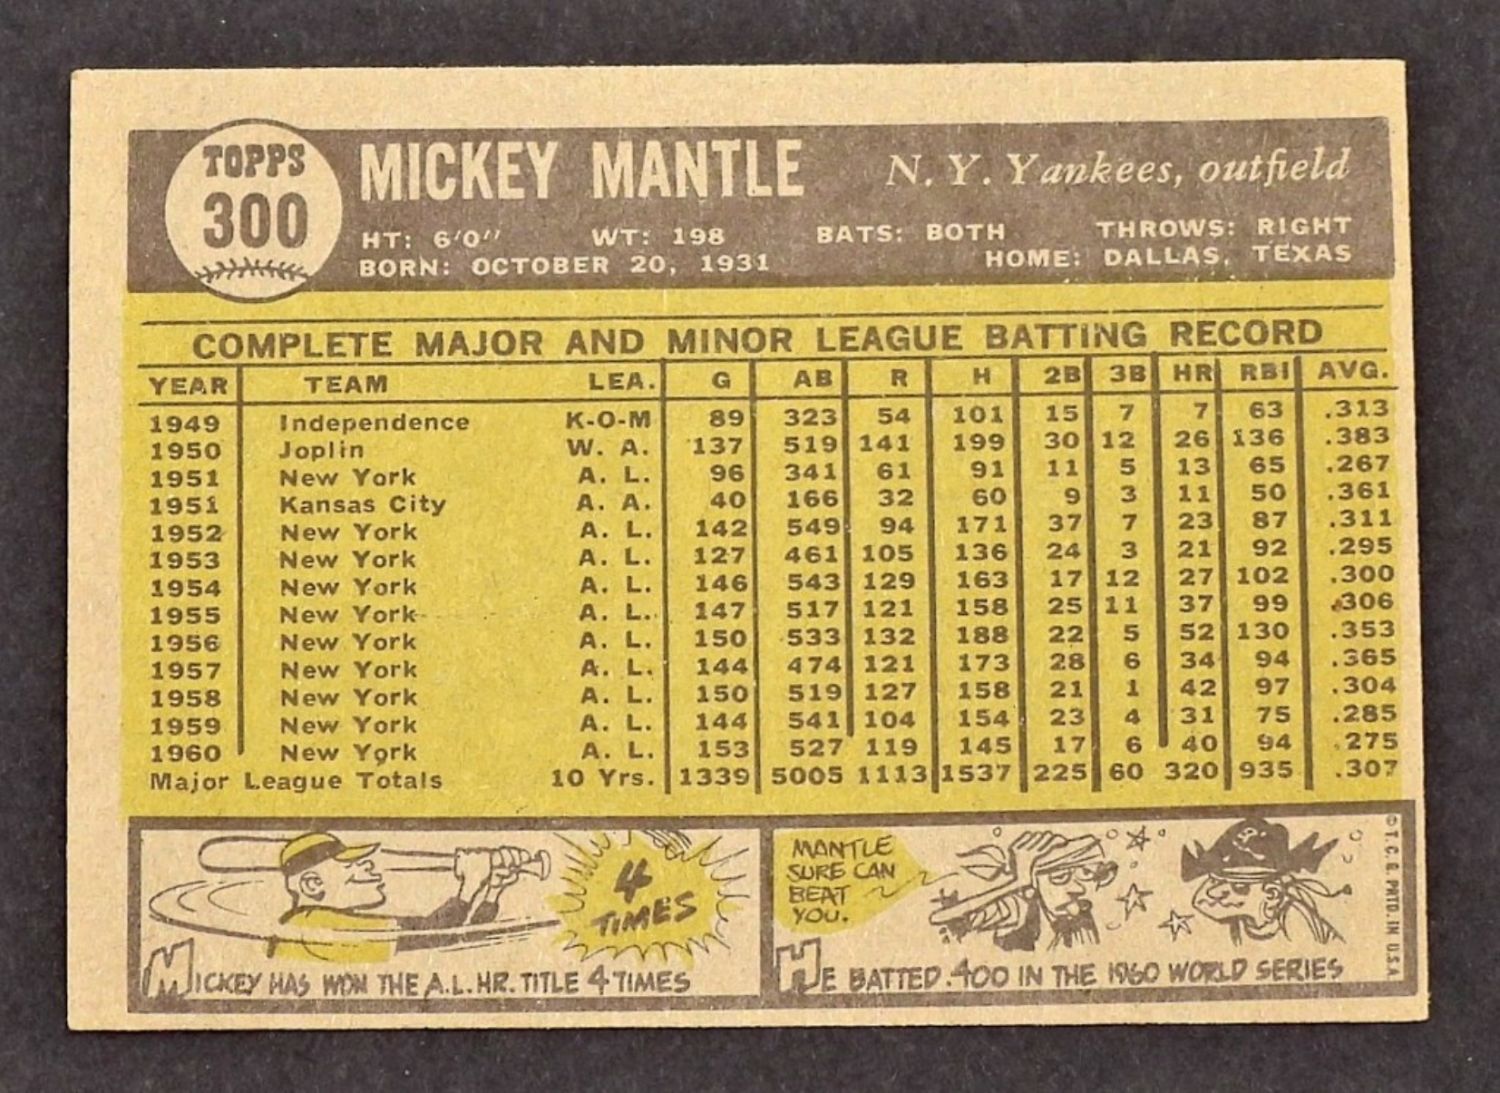 TOPPS
300
MICKEY MANTLE N. Y. Yankees, outfield
HT: 6'0" WT: 198 BATS: BOTH THROWS: RIGHT
BORN: OCTOBER 20, 1931 HOME: DALLAS, TEXAS
COMPLETE MAJOR AND MINOR LEAGUE BATTING RECORD
YEAR TEAM LEA. G AB R H 2B 3B HR RBI AVG.
1949 Independence K-O-M 89 323 54 101 15 7 7 63 .313
1950 Joplin W. A. 137 519 141 199 30 12 26 136 .383
1951 New York A. L. 96 341 61 91 11 5 13 65 .267
1951 Kansas City A. A. 40 166 32 60 9 3 11 50 .361
1952 New York A. L. 142 549 94 171 37 7 23 87 .311
1953 New York A. L. 127 461 105 136 24 3 21 92 .295
1954 New York A. L. 146 543 129 163 17 12 27 102 .300
1955 New York A. L. 147 517 121 158 25 11 37 99 .306
1956 New York A. L. 150 533 132 188 22 5 52 130 .353
1957 New York A. L. 144 474 121 173 28 6 34 94 .365
1958 New York A. L. 150 519 127 158 21 1 42 97 .304
1959 New York A. L. 144 541 104 154 23 4 31 75 .285
1960 New York A. L. 153 527 119 145 17 6 40 94 .275
Major League Totals 10 Yrs. 1339 5005 1113 1537 225 60 320 935 .307
4
TIMES
MICKEY HAS WON THE A.L. HR. TITLE 4 TIMES
MANTLE
SURE CAN
BEAT
YOU.
P
HE BATTED .400 IN THE 1960 WORLD SERIES
© T.C.G. PRTD. IN U.S.A